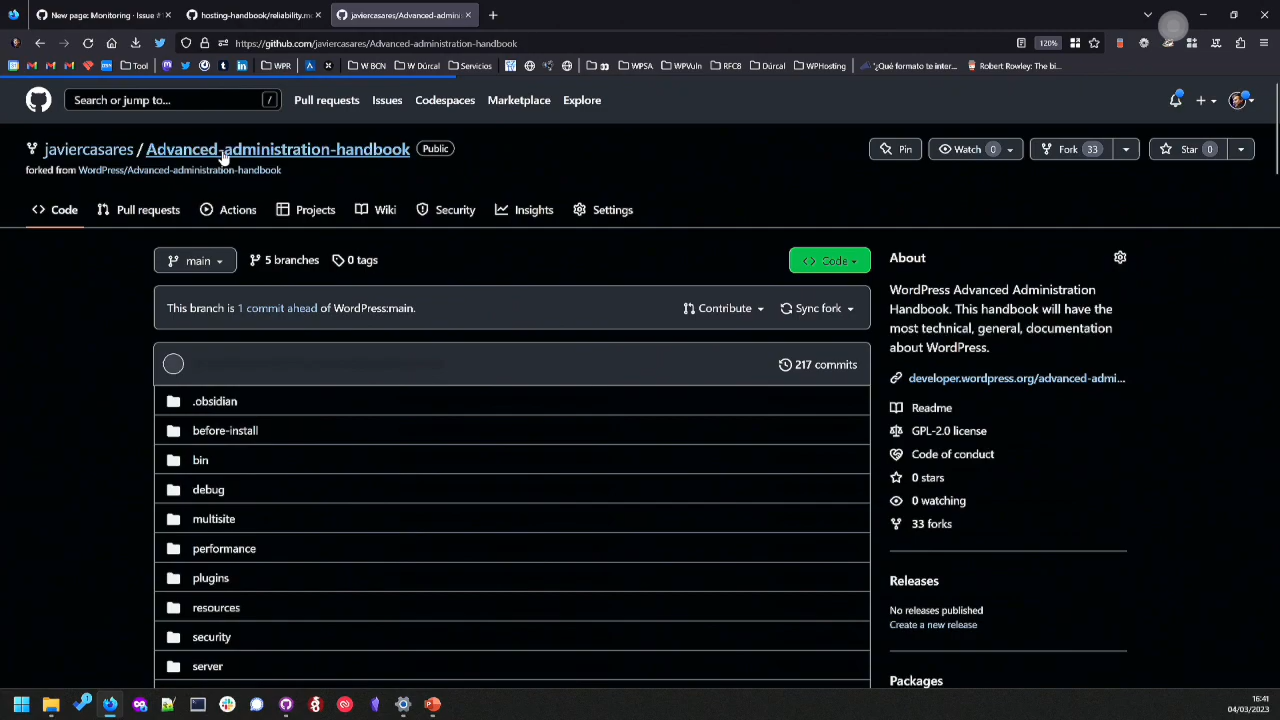 New page: Monitoring · Issue #
hosting-handbook/reliability.m
javiercasares/Advanced-admini
https://github.com/javiercasares/Advanced-administration-handbook
120%
Tool
WPR
W BCN
W Dúrcal
Servicios
WPSA
WPVuln
RFC8
Dúrcal
WPHosting
¿Qué formato te inter...
Robert Rowley: The bi...
Search or jump to...
/
Pull requests
Issues
Codespaces
Marketplace
Explore
javiercasares / Advanced-administration-handbook
Public
Pin
Watch 0
Fork 33
Star 0
forked from WordPress/Advanced-administration-handbook
Code
Pull requests
Actions
Projects
Wiki
Security
Insights
Settings
main
5 branches
0 tags
Code
This branch is 1 commit ahead of WordPress:main.
Contribute
Sync fork
217 commits
.obsidian
before-install
bin
debug
multisite
performance
plugins
resources
security
server
About
WordPress Advanced Administration
Handbook. This handbook will have the
most technical, general, documentation
about WordPress.
developer.wordpress.org/advanced-admi...
Readme
GPL-2.0 license
Code of conduct
0 stars
0 watching
33 forks
Releases
No releases published
Create a new release
Packages
16:41
04/03/2023